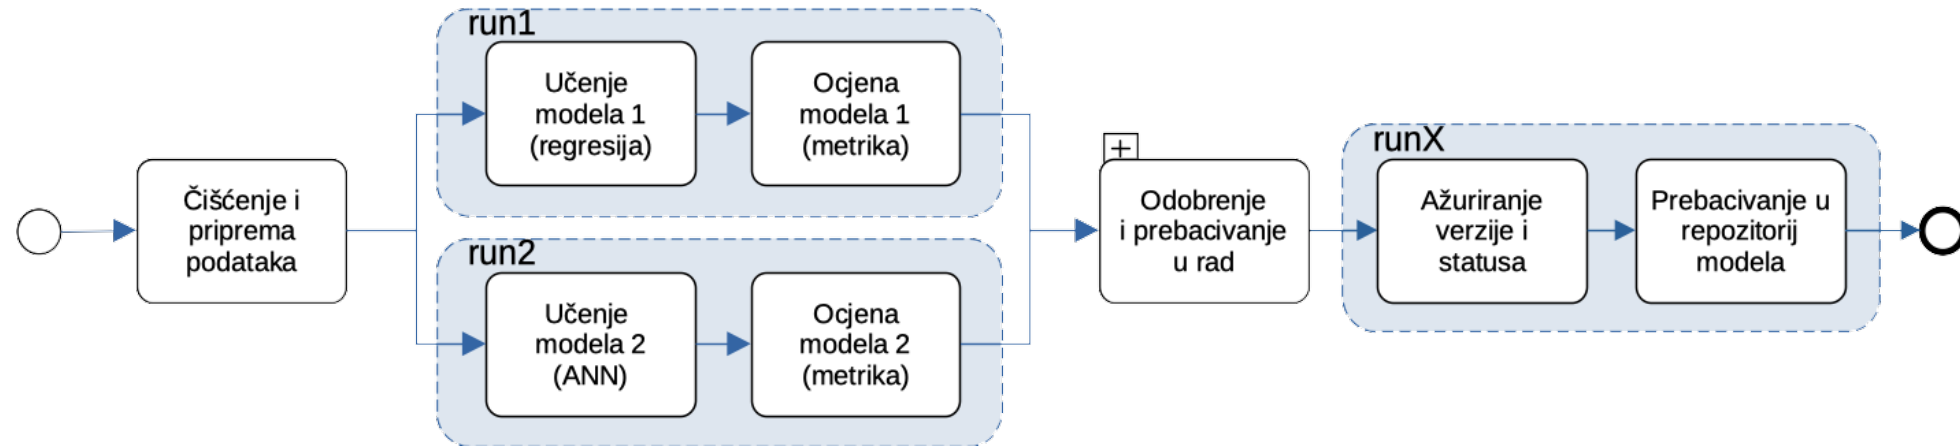 run1
Učenje
modela 1
(regresija)
Ocjena
modela 1
(metrika)
Čišćenje i
priprema
podataka
run2
Učenje
modela 2
(ANN)
Ocjena
modela 2
(metrika)
+
Odobrenje
i prebacivanje
u rad
runX
Ažuriranje
verzije i
statusa
Prebacivanje u
repozitorij
modela